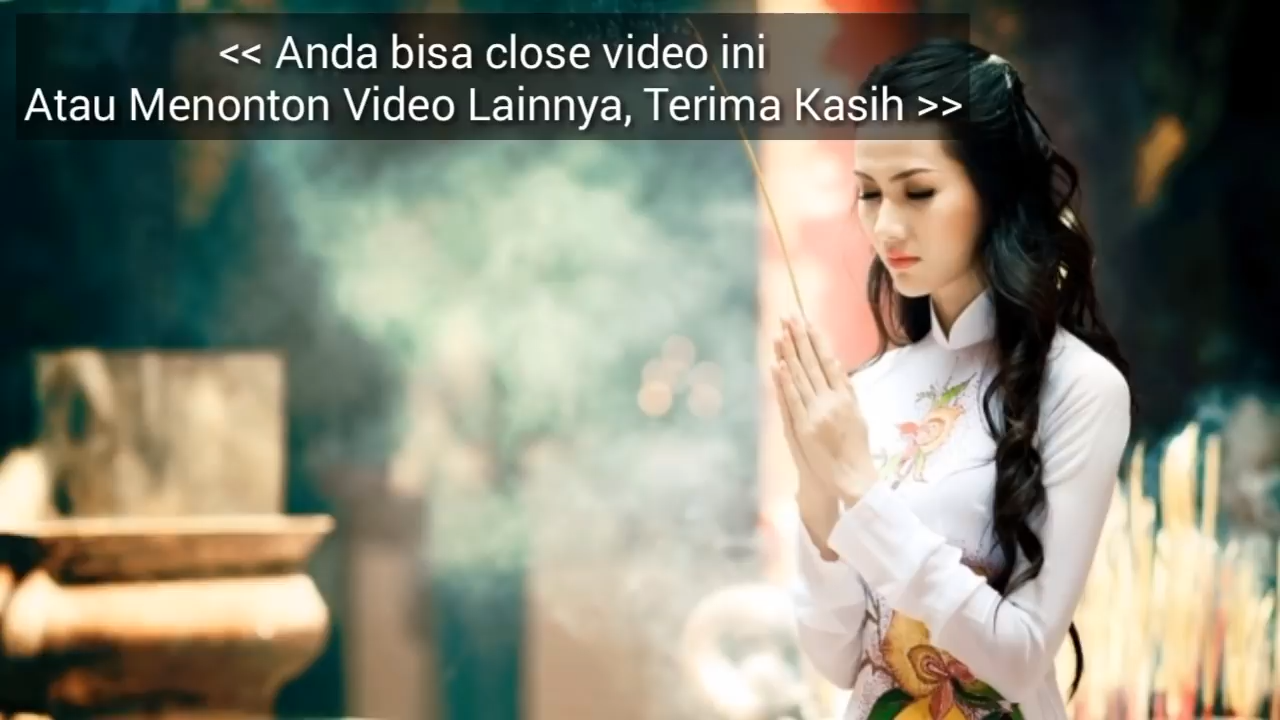 << Anda bisa close video ini
Atau Menonton Video Lainnya, Terima Kasih >>